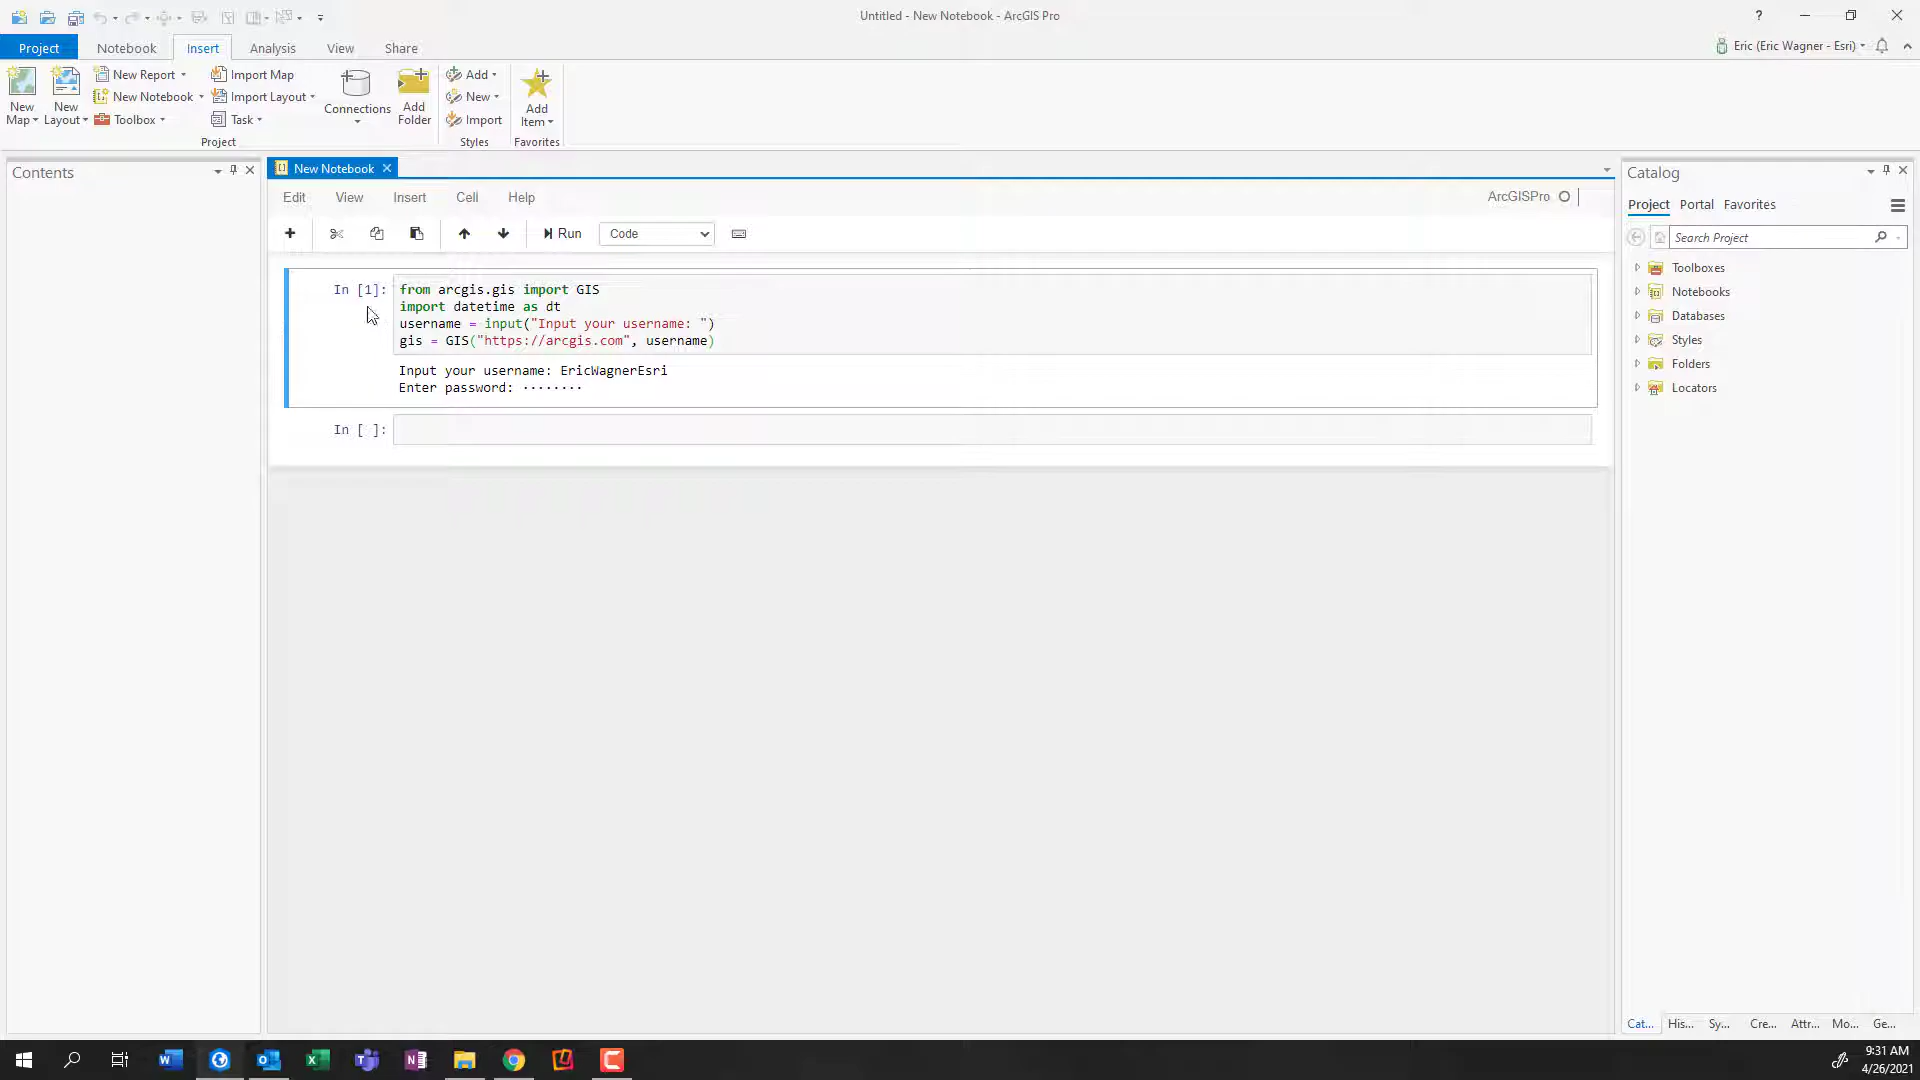 Untitled - New Notebook - ArcGIS Pro
?
Project Notebook Insert Analysis View Share
Eric (Eric Wagner - Esri)
New Map
New Layout
New Report
New Notebook
Toolbox
Import Map
Import Layout
Task
Connections
Add Folder
Add
New
Import
Add Item
Project
Styles
Favorites
Contents
New Notebook
Edit View Insert Cell Help
ArcGISPro
Run
Code
In [1]:
from arcgis.gis import GIS
import datetime as dt
username = input("Input your username: ")
gis = GIS("https://arcgis.com", username)
Input your username: EricWagnerEsri
Enter password: ········
In [ ]:
Catalog
Project Portal Favorites
Search Project
Toolboxes
Notebooks
Databases
Styles
Folders
Locators
Cat... His... Sy... Cre... Attr... Mo... Ge...
9:31 AM
4/26/2021